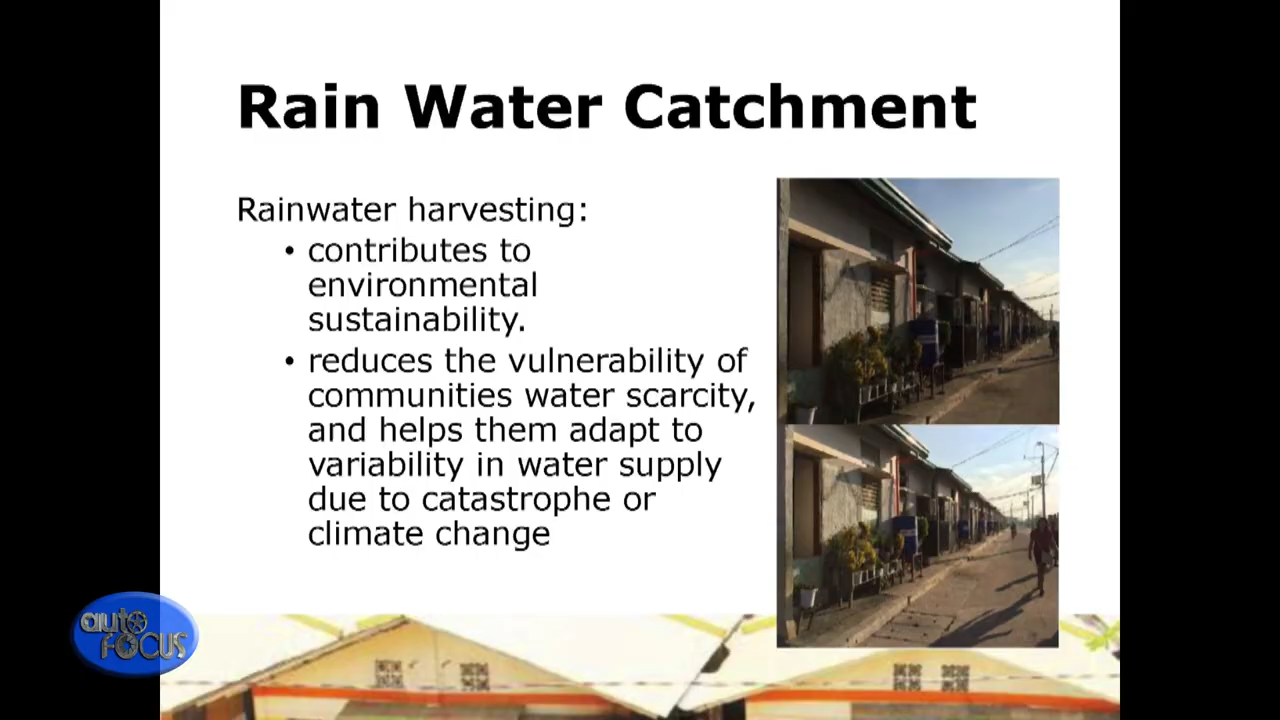 Rain Water Catchment
Rainwater harvesting:
• contributes to
environmental
sustainability.
• reduces the vulnerability of
communities water scarcity,
and helps them adapt to
variability in water supply
due to catastrophe or
climate change
auto
FOCUS